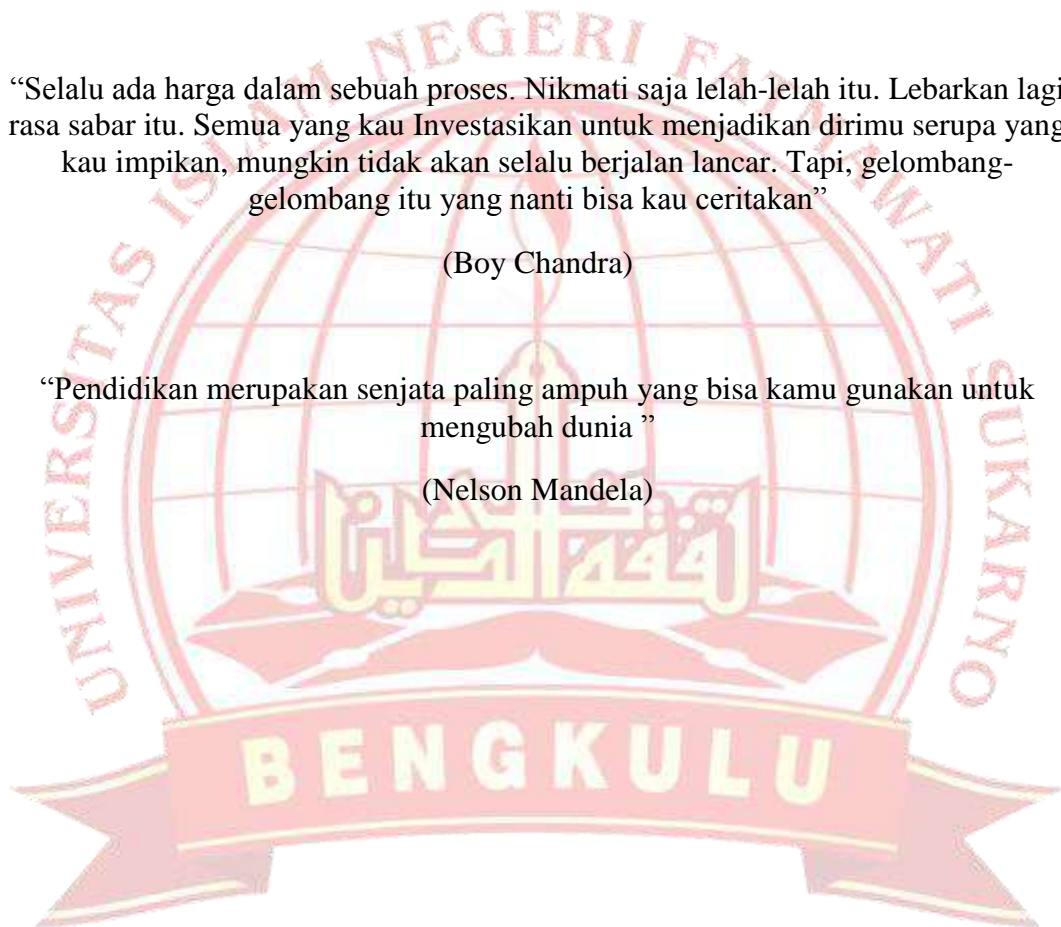 UNIVERSITAS ISLAM NEGERI FATMAWATI SUKARNO
“Selalu ada harga dalam sebuah proses. Nikmati saja lelah-lelah itu. Lebarkan lagi
rasa sabar itu. Semua yang kau Investasikan untuk menjadikan dirimu serupa yang
kau impikan, mungkin tidak akan selalu berjalan lancar. Tapi, gelombang-
gelombang itu yang nanti bisa kau ceritakan”
(Boy Chandra)
“Pendidikan merupakan senjata paling ampuh yang bisa kamu gunakan untuk
mengubah dunia ”
(Nelson Mandela)
BENGKULU